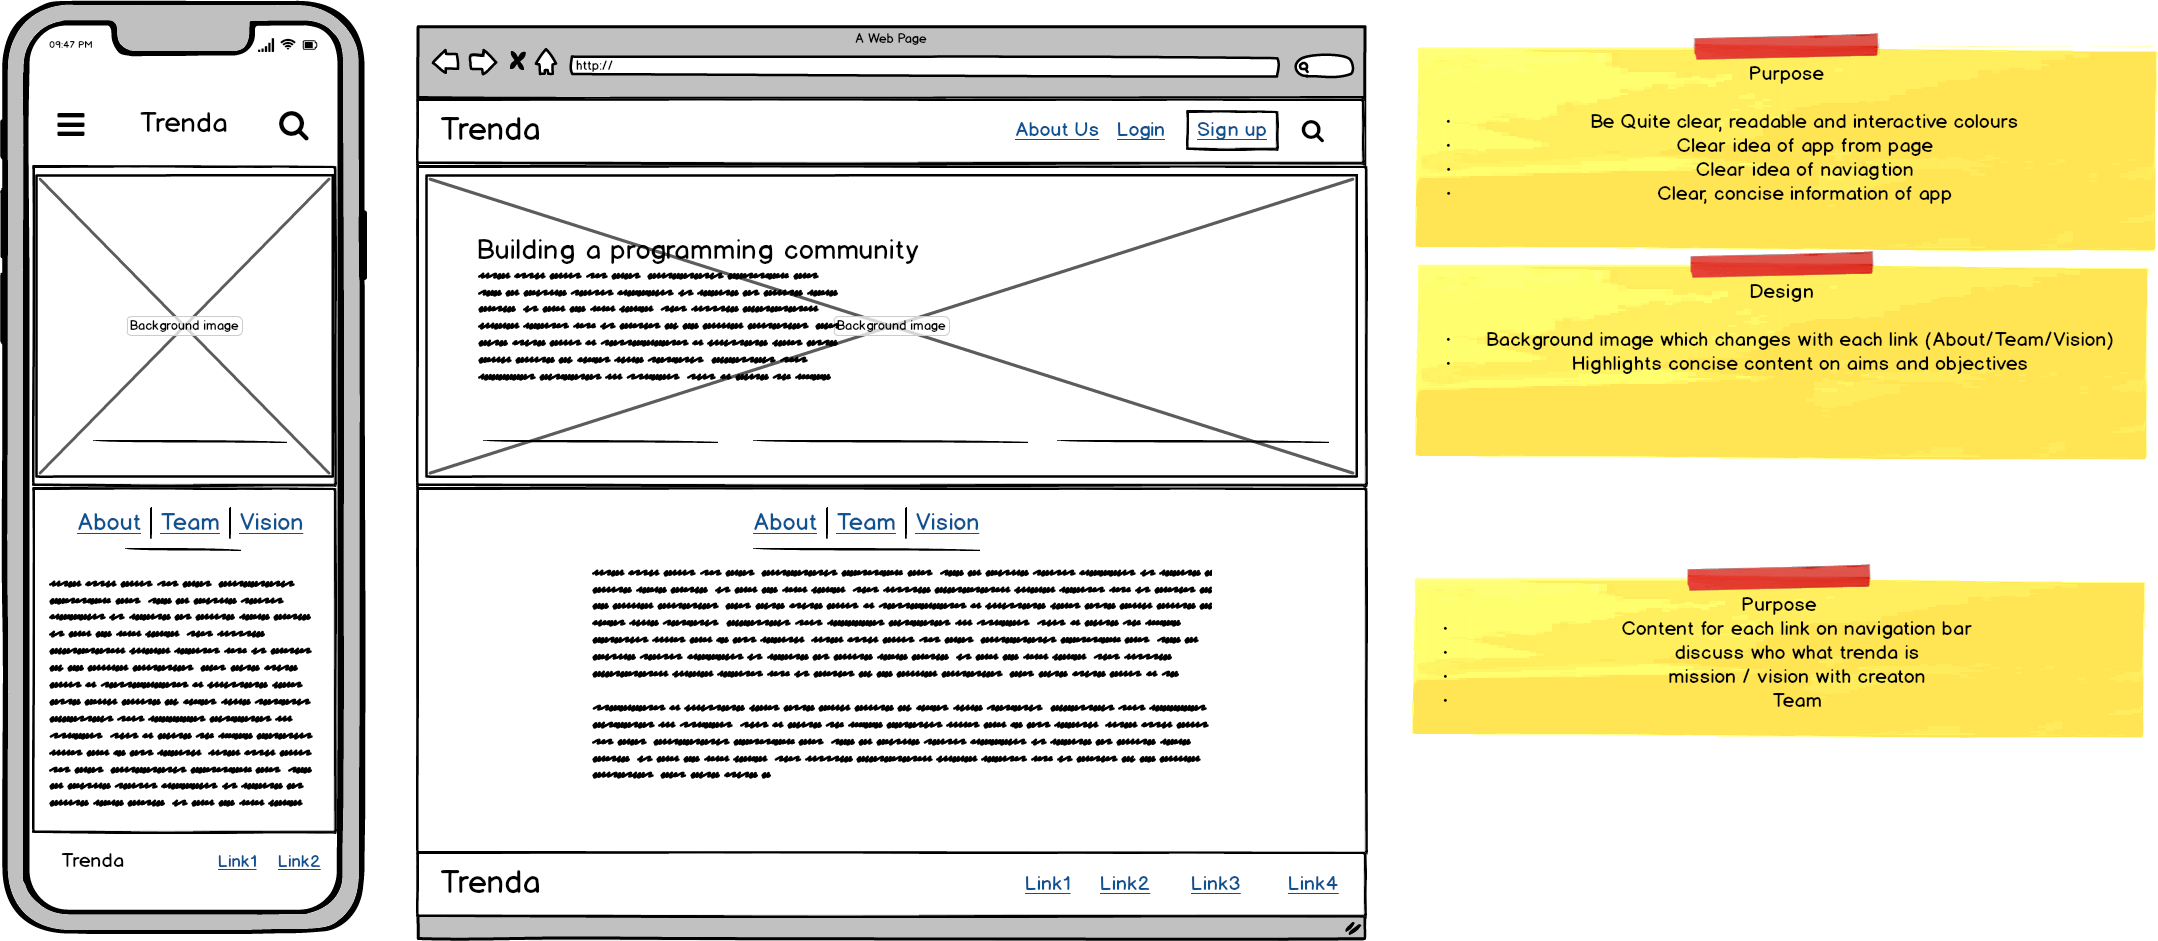 09:47 PM
Trenda
Background image
About Team Vision
Trenda Link1 Link2
A Web Page
http://
Trenda About Us Login Sign up
Building a programming community
Background image
About Team Vision
Trenda Link1 Link2 Link3 Link4
Purpose
· Be Quite clear, readable and interactive colours
· Clear idea of app from page
· Clear idea of naviagtion
· Clear, concise information of app
Design
· Background image which changes with each link (About/Team/Vision)
· Highlights concise content on aims and objectives
Purpose
· Content for each link on navigation bar
· discuss who what trenda is
· mission / vision with creaton
· Team